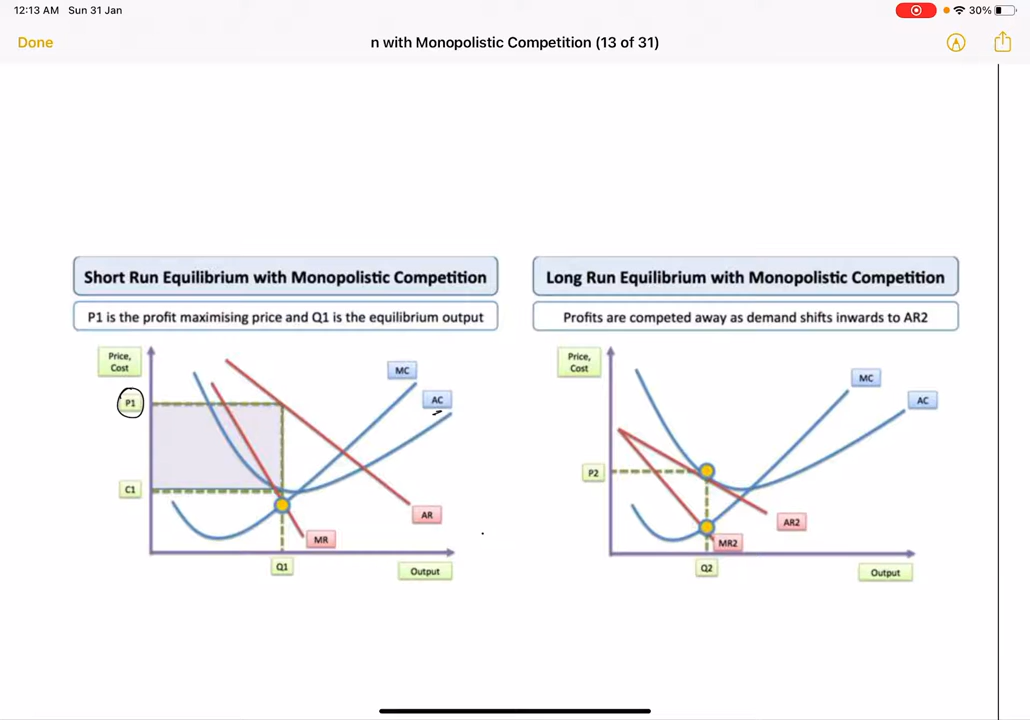 12:13 AM Sun 31 Jan
30%
Done
n with Monopolistic Competition (13 of 31)
Short Run Equilibrium with Monopolistic Competition
P1 is the profit maximising price and Q1 is the equilibrium output
Price,
Cost
P1
C1
MC
AC
AR
MR
Q1
Output
Long Run Equilibrium with Monopolistic Competition
Profits are competed away as demand shifts inwards to AR2
Price,
Cost
P2
MC
AC
AR2
MR2
Q2
Output